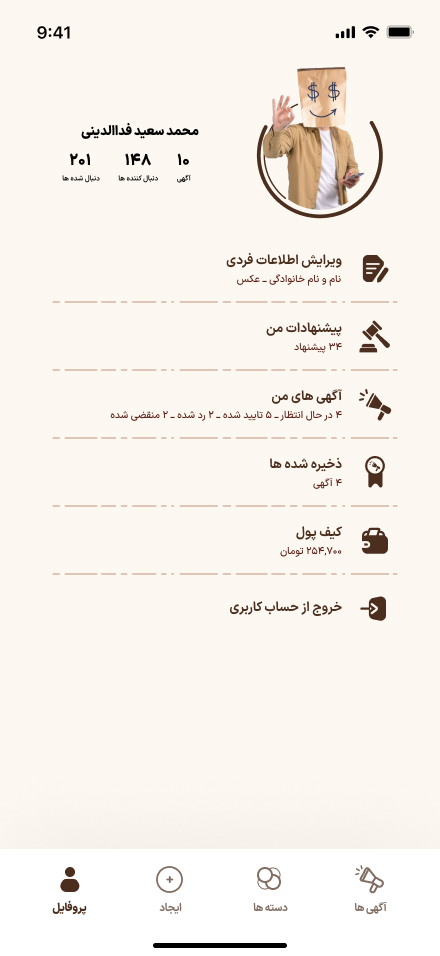 9:41
محمد سعید فداالدینی
۱۰ ۱۴۸ ۲۰۱
آگهی دنبال کننده ها دنبال شده ها
$ $
ویرایش اطلاعات فردی
نام و نام خانوادگی - عکس
پیشنهادات من
۳۴ پیشنهاد
آگهی های من
۴ در حال انتظار - ۵ تایید شده - ۲ رد شده - ۲ منقضی شده
ذخیره شده ها
۴ آگهی
کیف پول
۲۵۴,۷۰۰ تومان
خروج از حساب کاربری
آگهی ها دسته ها ایجاد پروفایل